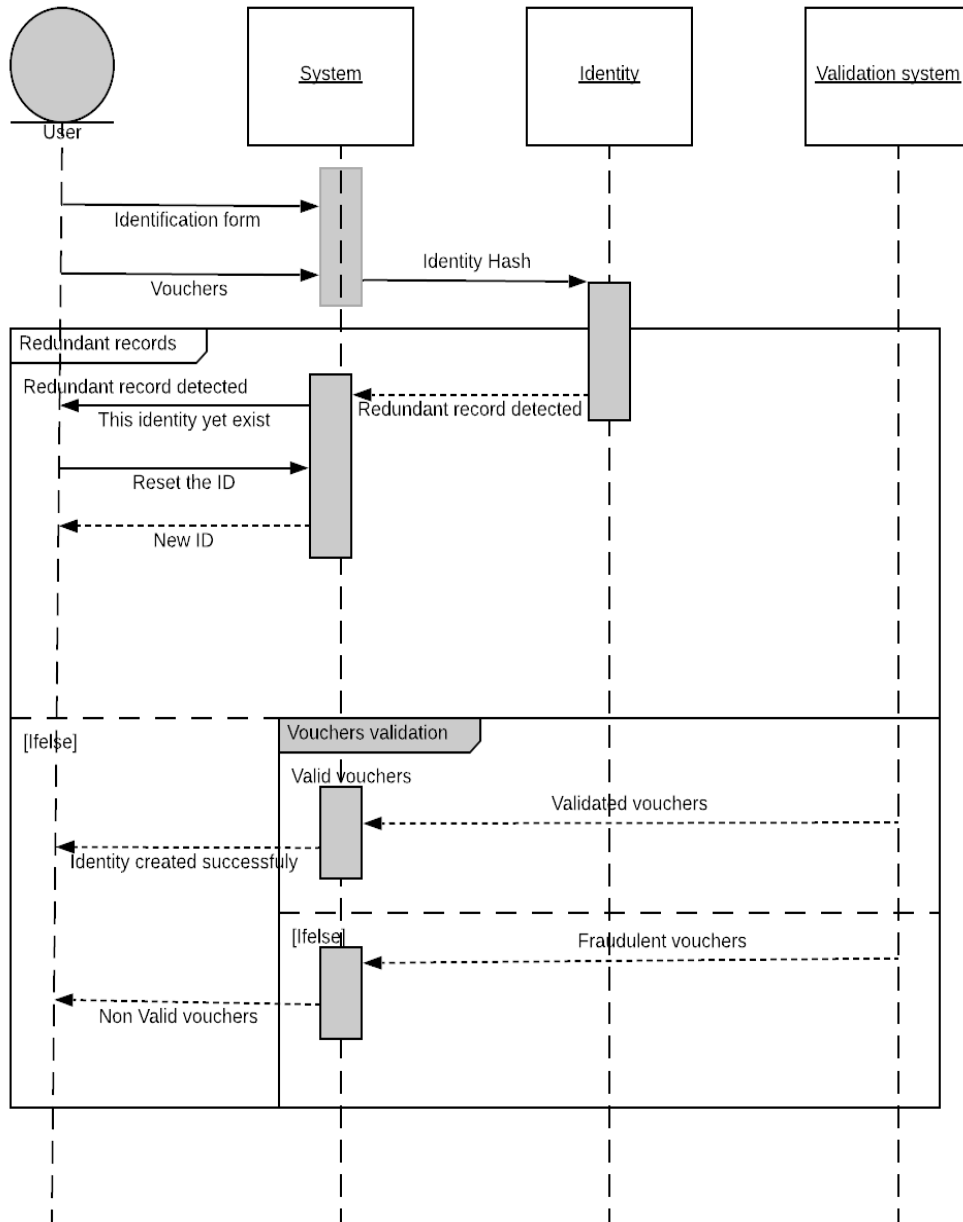 User
System
Identity
Validation system
Identification form
Vouchers
Identity Hash
Redundant records
Redundant record detected
Redundant record detected
This identity yet exist
Reset the ID
New ID
[Ifelse]
Vouchers validation
Valid vouchers
Validated vouchers
Identity created successfuly
[Ifelse]
Fraudulent vouchers
Non Valid vouchers